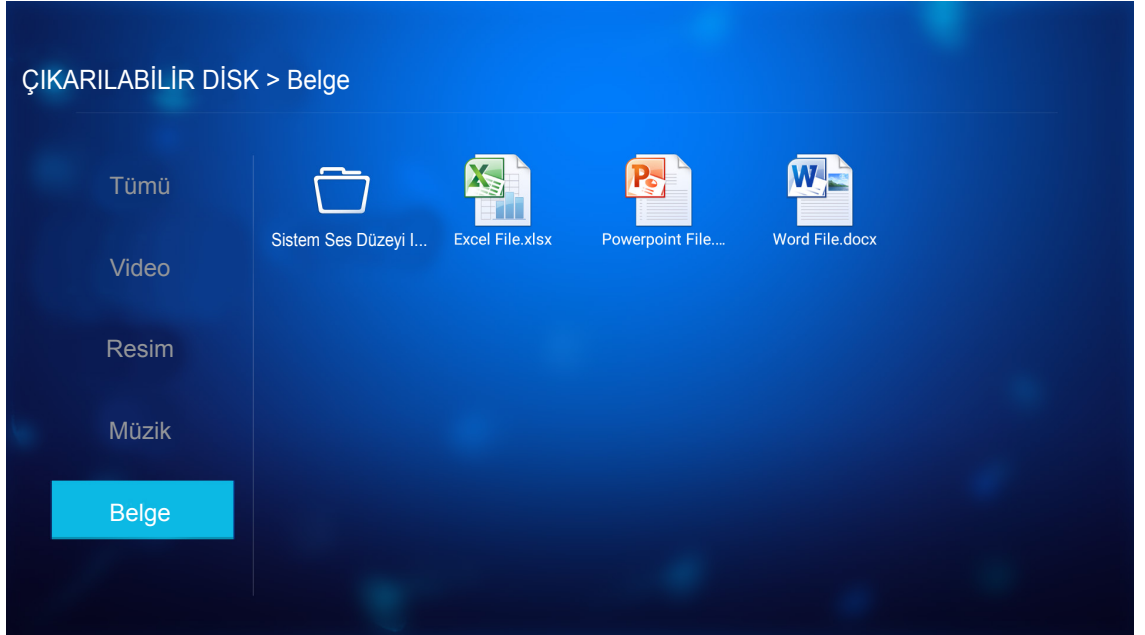 ÇIKARILABİLİR DİSK > Belge
Tümü
Video
Resim
Müzik
Belge
Sistem Ses Düzeyi I...
Excel File.xlsx
Powerpoint File....
Word File.docx